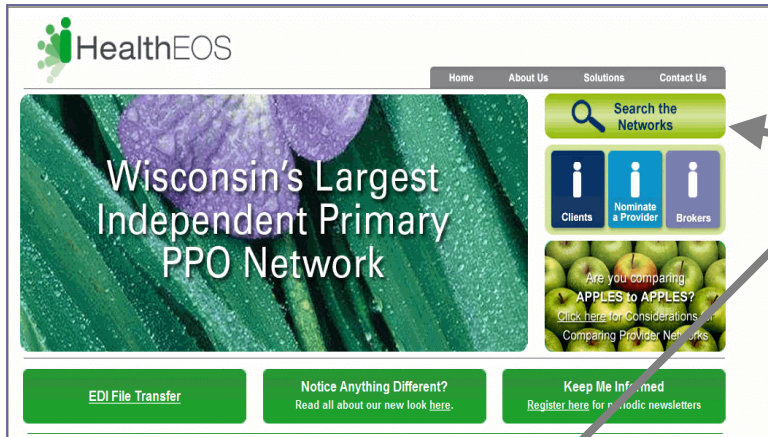 HealthEOS
Home About Us Solutions Contact Us
Wisconsin's Largest
Independent Primary
PPO Network
Search the
Networks
Clients
Nominate
a Provider
Brokers
Are you comparing
APPLES to APPLES?
Click here for Considerations for
Comparing Provider Networks
EDI File Transfer
Notice Anything Different?
Read all about our new look here.
Keep Me Informed
Register here for periodic newsletters